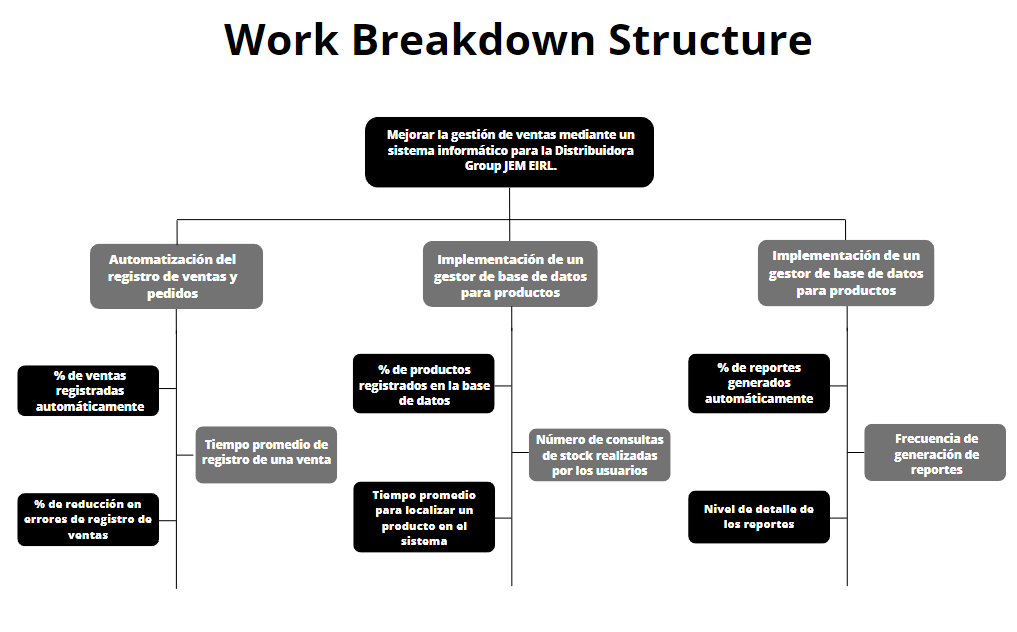 Work Breakdown Structure
Mejorar la gestión de ventas mediante un
sistema informático para la Distribuidora
Group JEM EIRL.
Automatización del
registro de ventas y
pedidos
Implementación de un
gestor de base de datos
para productos
Implementación de un
gestor de base de datos
para productos
% de ventas
registradas
automáticamente
Tiempo promedio de
registro de una venta
% de reducción en
errores de registro de
ventas
% de productos
registrados en la base
de datos
Número de consultas
de stock realizadas
por los usuarios
Tiempo promedio
para localizar un
producto en el
sistema
% de reportes
generados
automáticamente
Frecuencia de
generación de
reportes
Nivel de detalle de
los reportes